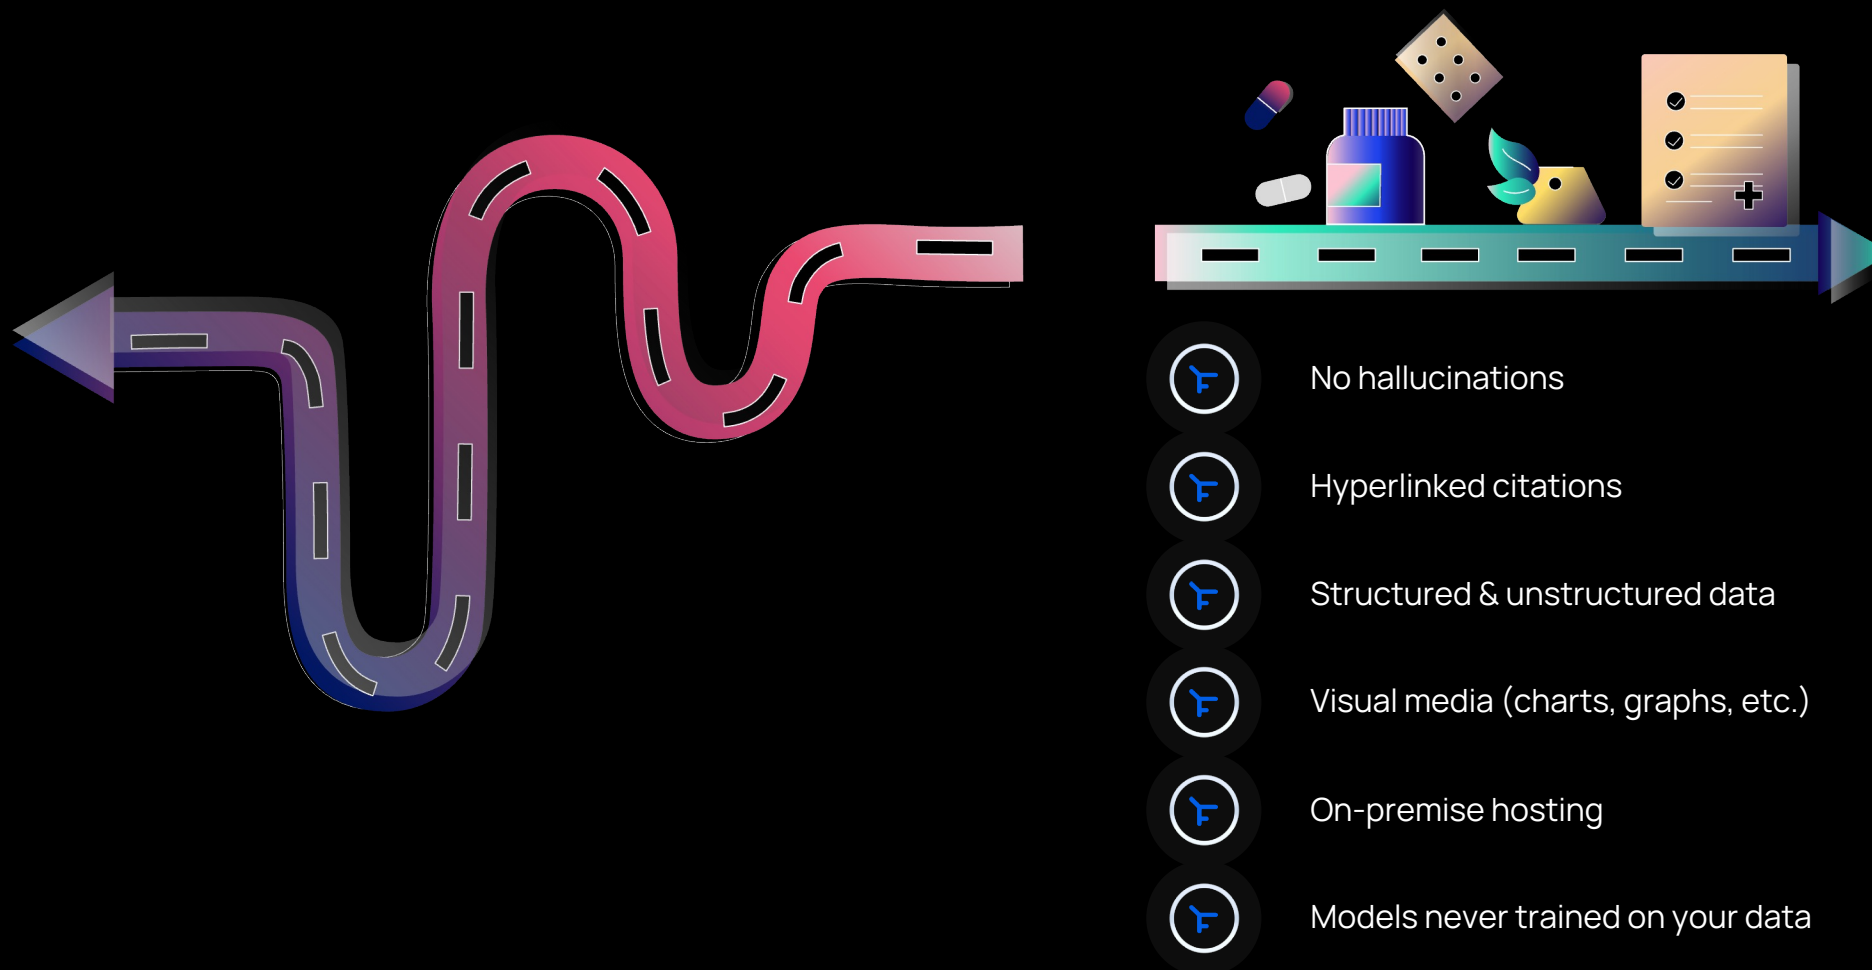 No hallucinations
Hyperlinked citations
Structured & unstructured data
Visual media (charts, graphs, etc.)
On-premise hosting
Models never trained on your data